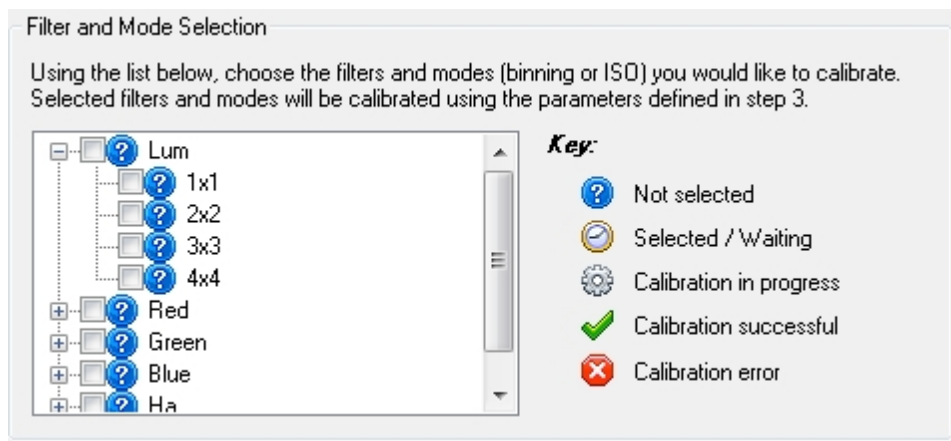 Filter and Mode Selection
Using the list below, choose the filters and modes (binning or ISO) you would like to calibrate.
Selected filters and modes will be calibrated using the parameters defined in step 3.
Lum
1x1
2x2
3x3
4x4
Red
Green
Blue
Ha
Key:
Not selected
Selected / Waiting
Calibration in progress
Calibration successful
Calibration error